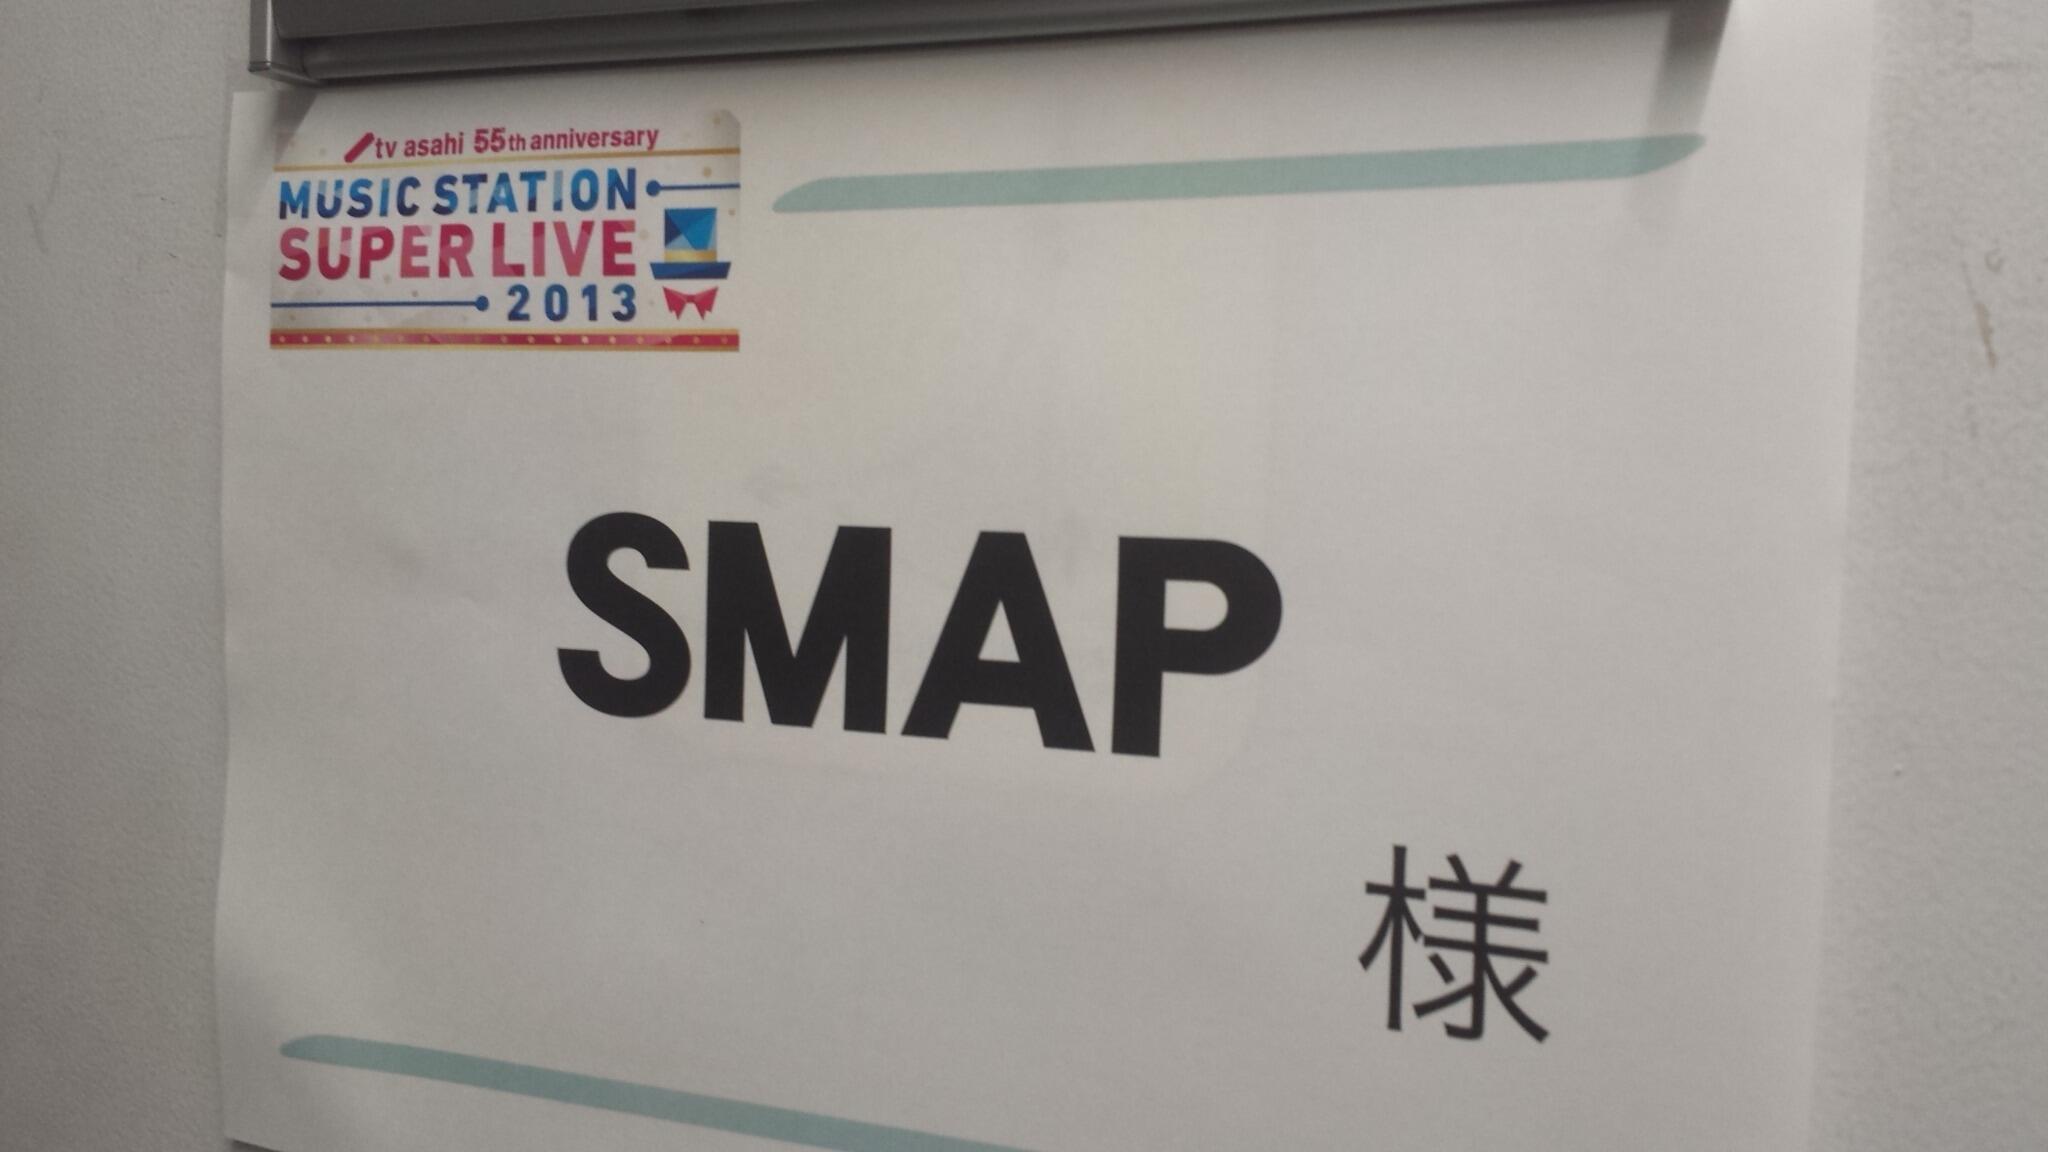 tv asahi 55th anniversary
MUSIC STATION
SUPER LIVE
2013
SMAP
様